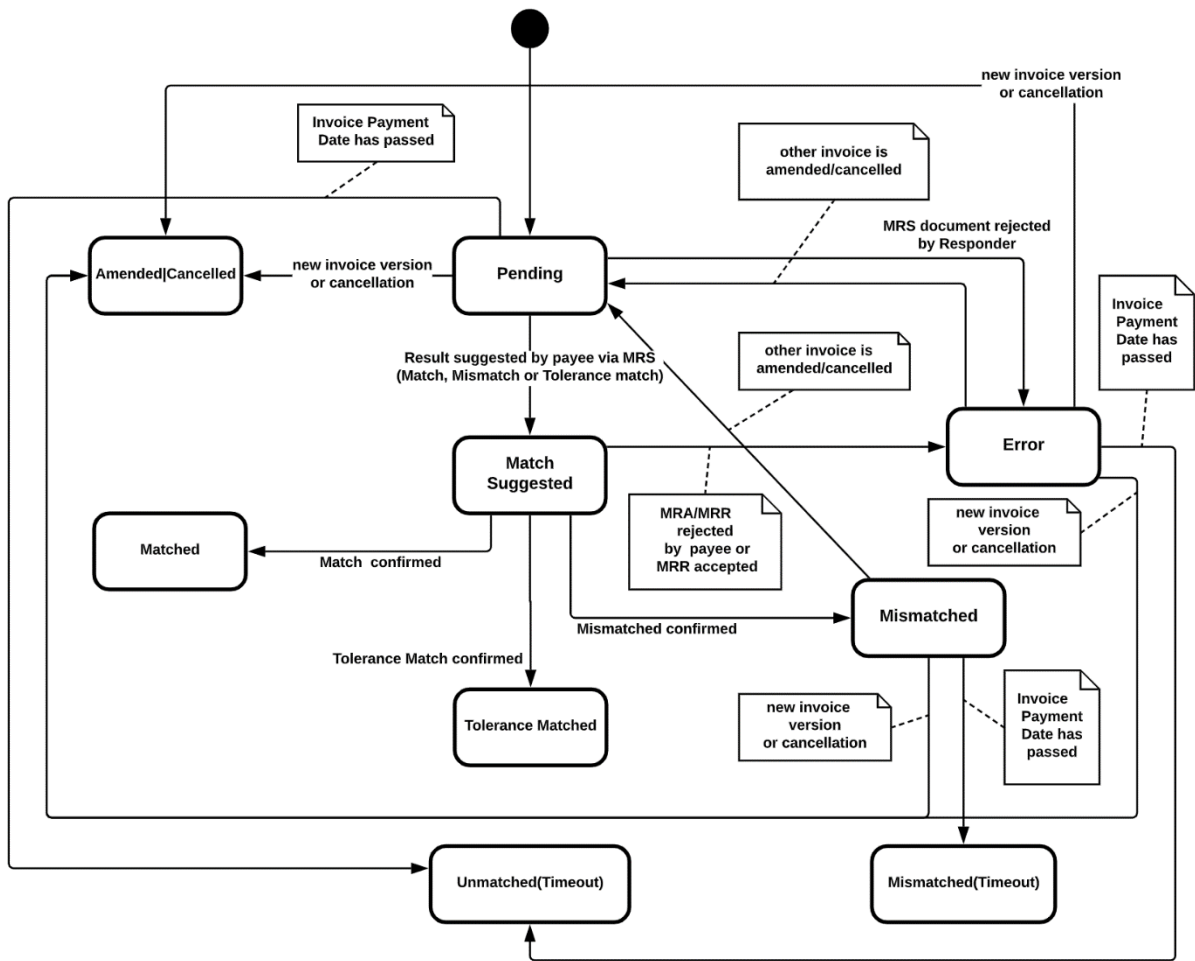 new invoice version
or cancellation
Invoice Payment
Date has passed
other invoice is
amended/cancelled
MRS document rejected
by Responder
Amended|Cancelled
new invoice version
or cancellation
Pending
Invoice
Payment
Date has
passed
Result suggested by payee via MRS
(Match, Mismatch or Tolerance match)
other invoice is
amended/cancelled
Error
Match
Suggested
MRA/MRR
rejected
by payee or
MRR accepted
new invoice
version
or cancellation
Matched
Match confirmed
Mismatched
Mismatched confirmed
Tolerance Match confirmed
Tolerance Matched
new invoice
version
or cancellation
Invoice
Payment
Date has
passed
Unmatched(Timeout)
Mismatched(Timeout)